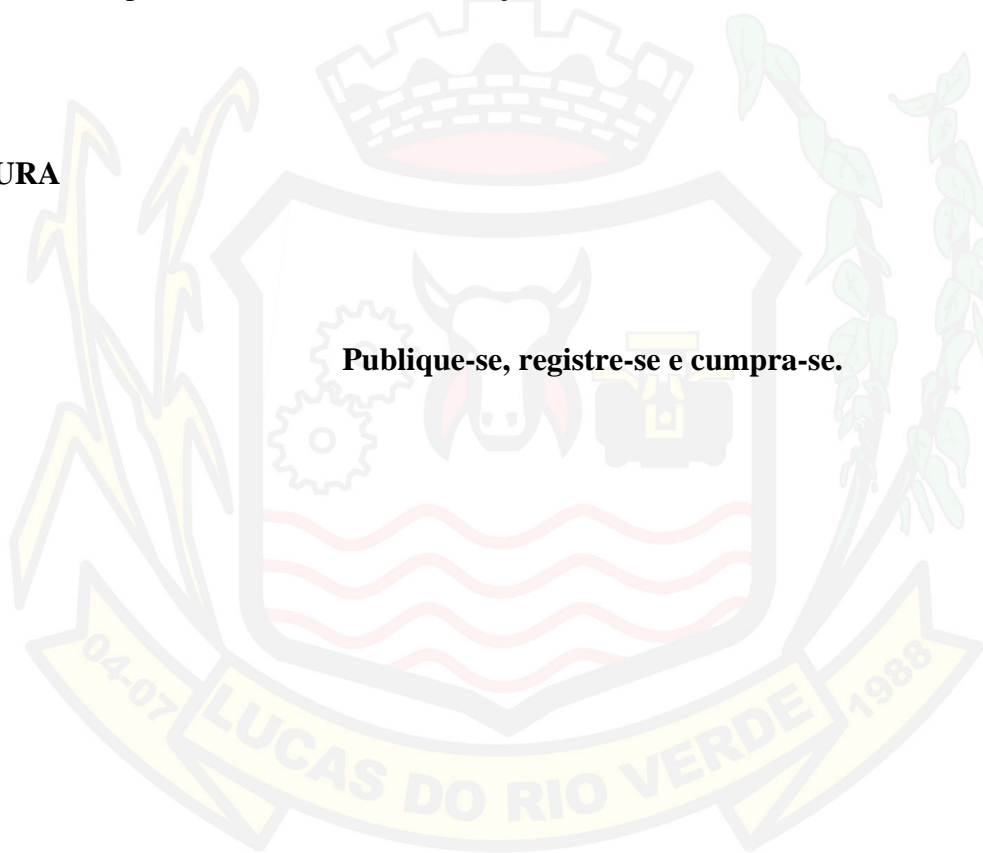 URA
Publique-se, registre-se e cumpra-se.
04-07
LUCAS DO RIO VERDE
1988